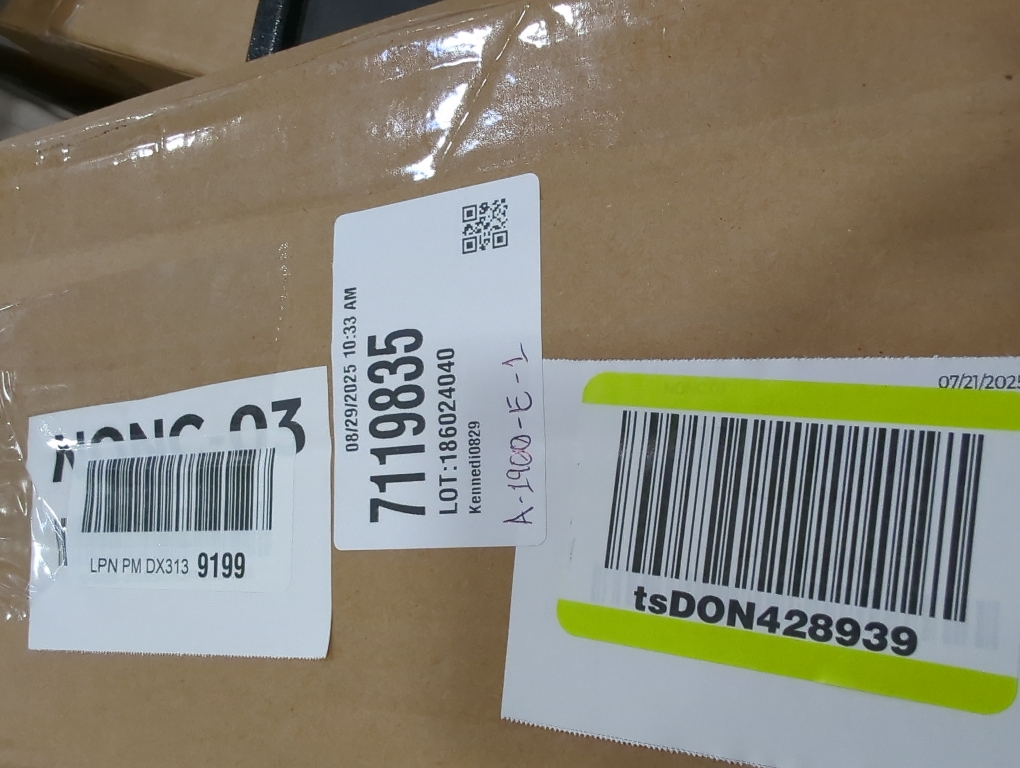 03
LPN PM DX313 9199
08/29/2025 10:33 AM
7119835
LOT:186024040
Kennedi0829
A-1900-E-1
07/21/2025
tsDON428939